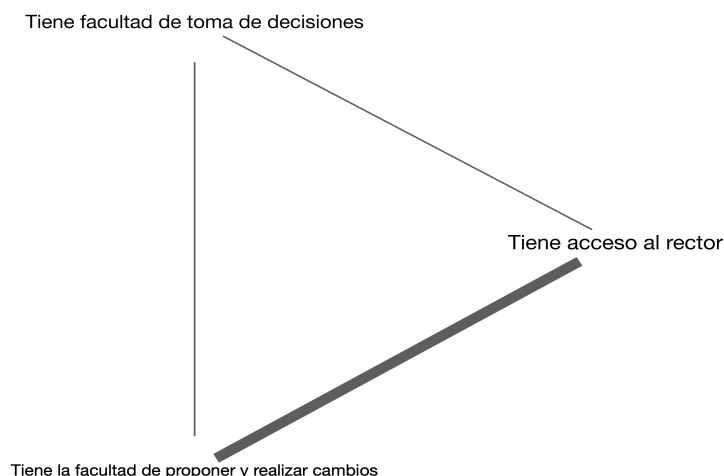 Tiene facultad de toma de decisiones
Tiene acceso al rector
Tiene la facultad de proponer y realizar cambios